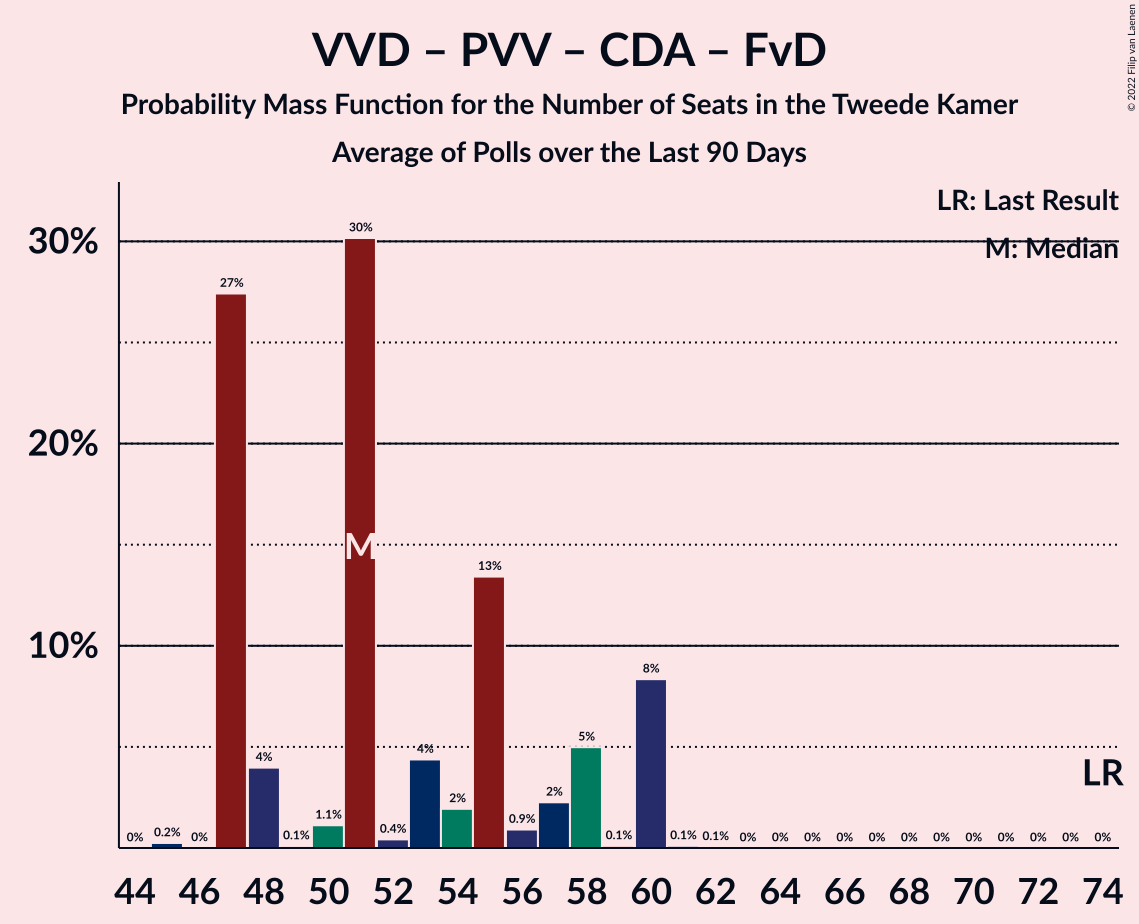 VVD – PVV – CDA – FvD
Probability Mass Function for the Number of Seats in the Tweede Kamer
Average of Polls over the Last 90 Days
© 2022 Filip van Laenen
LR: Last Result
M: Median
30%
20%
10%
0% 0.2% 0% 27% 4% 0.1% 1.1% 30% 0.4% 4% 2% 13% 0.9% 2% 5% 0.1% 8% 0.1% 0.1% 0% 0% 0% 0% 0% 0% 0% 0% 0% 0% 0% 0%
M
LR
44 46 48 50 52 54 56 58 60 62 64 66 68 70 72 74